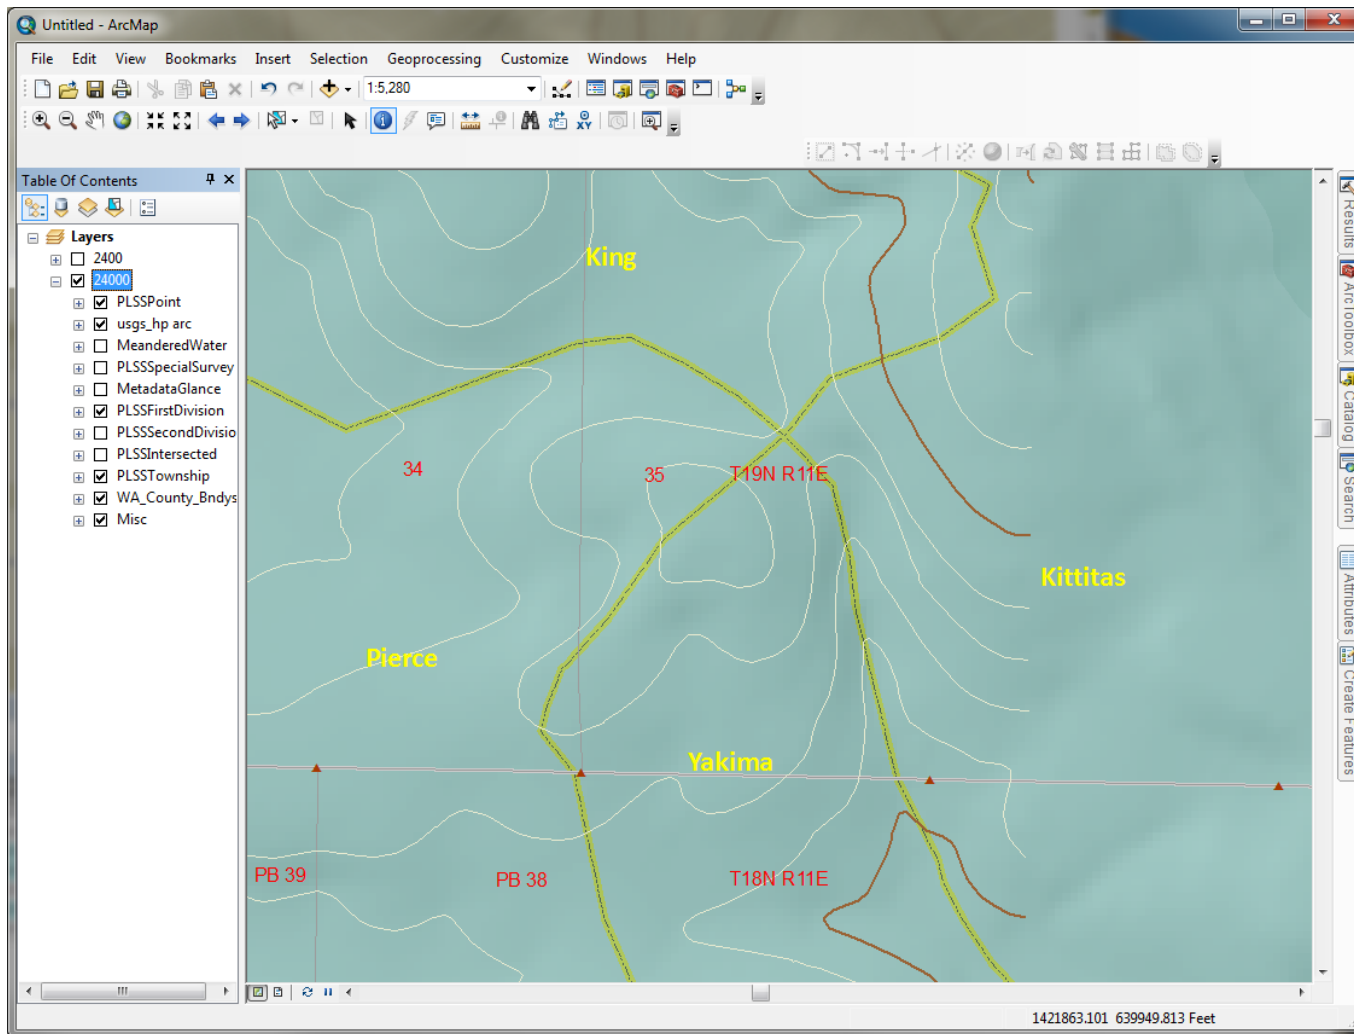 Untitled - ArcMap
File Edit View Bookmarks Insert Selection Geoprocessing Customize Windows Help
1:5,280
XY
Table Of Contents
Layers
2400
24000
PLSSPoint
usgs_hp arc
MeanderedWater
PLSSSpecialSurvey
MetadataGlance
PLSSFirstDivision
PLSSSecondDivisio
PLSSIntersected
PLSSTownship
WA_County_Bndys
Misc
King
34
35
T19N R11E
Kittitas
Pierce
Yakima
PB 39
PB 38
T18N R11E
Results
ArcToolbox
Catalog
Search
Attributes
Create Features
1421863.101 639949.813 Feet